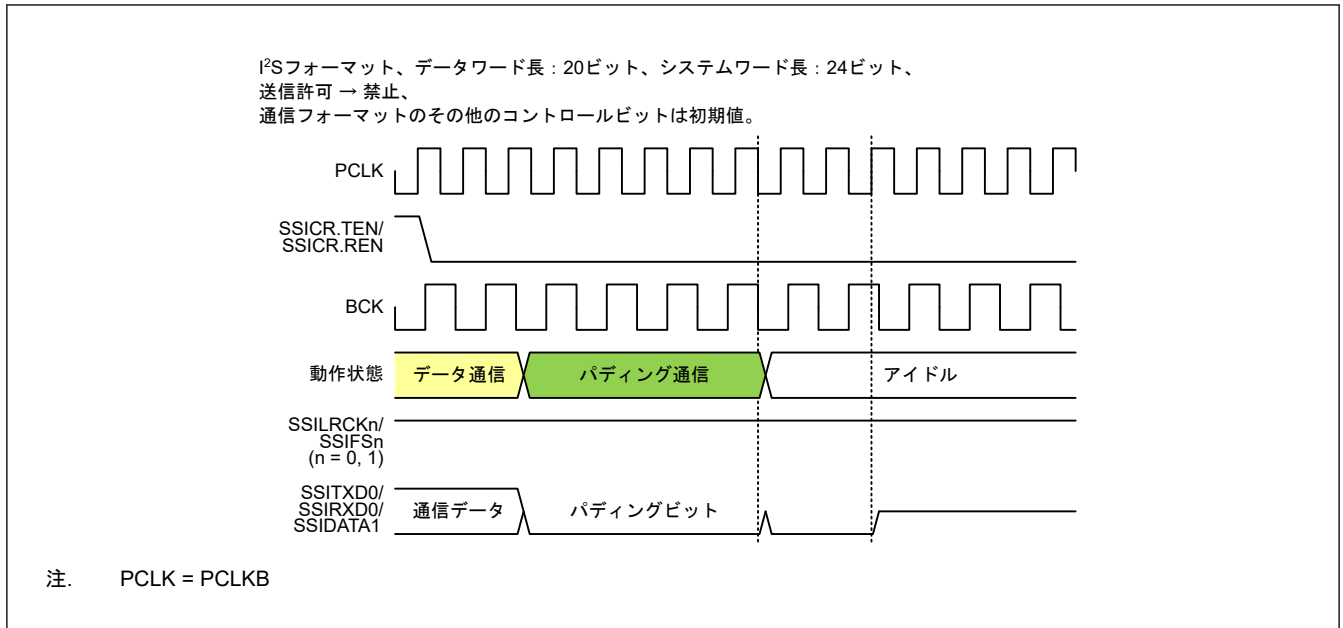 I²Sフォーマット、データワード長：20ビット、システムワード長：24ビット、
送信許可 → 禁止、
通信フォーマットのその他のコントロールビットは初期値。
PCLK
SSICR.TEN/
SSICR.REN
BCK
動作状態
データ通信
パディング通信
アイドル
SSILRCKn/
SSIFSn
(n = 0, 1)
SSITXD0/
SSIRXD0/
SSIDATA1
通信データ
パディングビット
注. PCLK = PCLKB